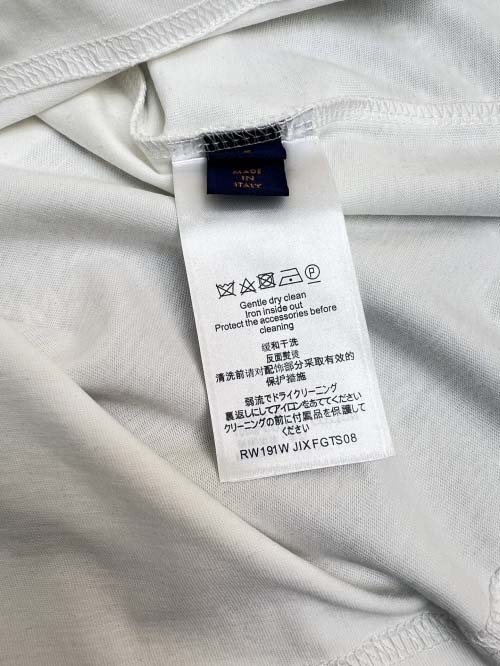 MADE
IN
ITALY
Gentle dry clean
Iron inside out
Protect the accessories before
cleaning
缓和干洗
反面熨烫
清洗前请对配饰部分采取有效的
保护措施
弱流でドライクリーニング
裏返しにしてアイロンをあててください
クリーニングの前に付属品を保護して
ください
RW191W JIXFGTS08